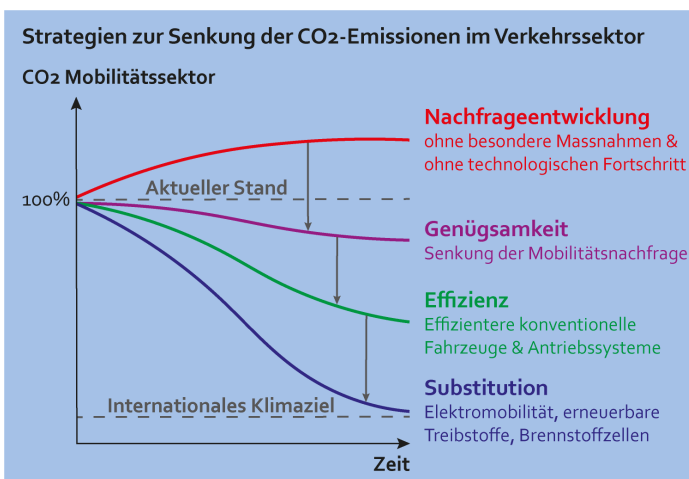 Strategien zur Senkung der CO2-Emissionen im Verkehrssektor
CO2 Mobilitätssektor
Nachfrageentwicklung
ohne besondere Massnahmen &
ohne technologischen Fortschritt
Aktueller Stand
100%
Genügsamkeit
Senkung der Mobilitätsnachfrage
Effizienz
Effizientere konventionelle
Fahrzeuge & Antriebssysteme
Substitution
Internationales Klimaziel
Elektromobilität, erneuerbare
Treibstoffe, Brennstoffzellen
Zeit